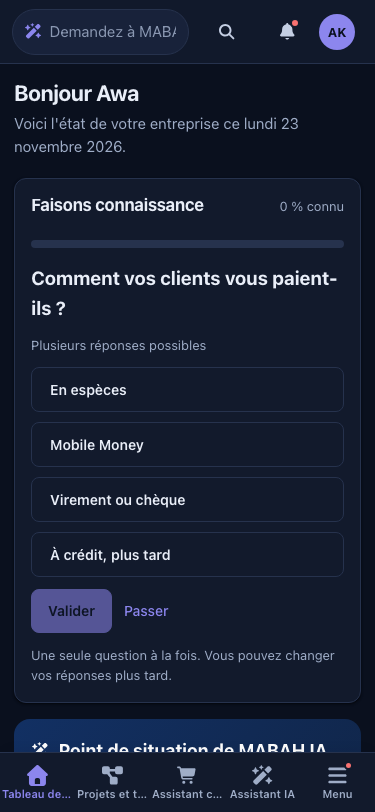 Demandez à MABA
AK
Bonjour Awa
Voici l'état de votre entreprise ce lundi 23
novembre 2026.
Faisons connaissance
0 % connu
Comment vos clients vous paient-
ils ?
Plusieurs réponses possibles
En espèces
Mobile Money
Virement ou chèque
À crédit, plus tard
Valider
Passer
Une seule question à la fois. Vous pouvez changer
vos réponses plus tard.
Point de situation de MABAH IA
Tableau de...
Projets et t...
Assistant c...
Assistant IA
Menu